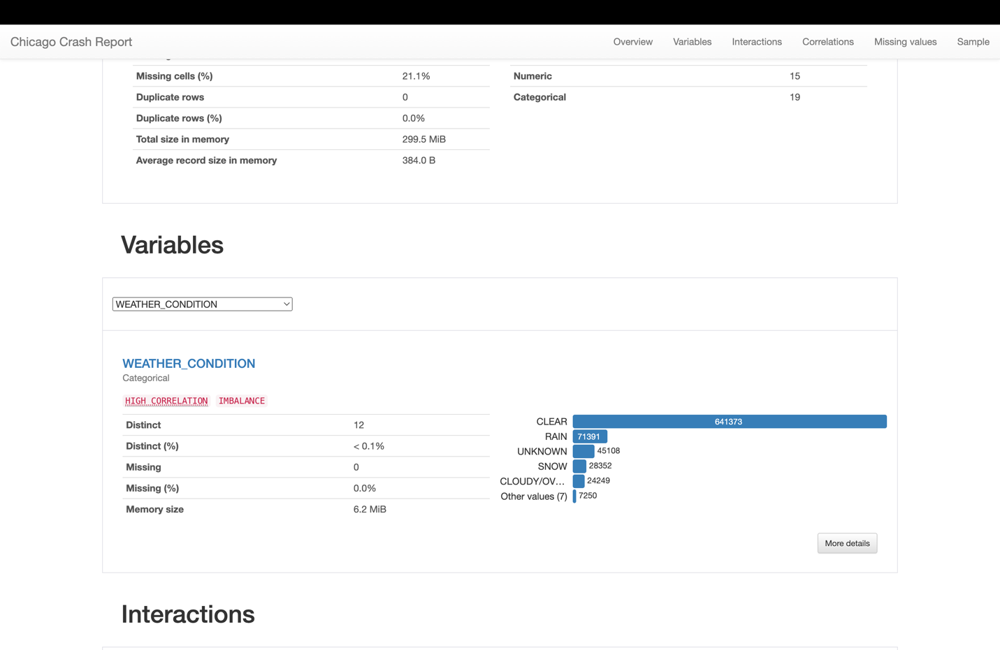 Chicago Crash Report
Overview Variables Interactions Correlations Missing values Sample
Missing cells (%) 21.1%
Duplicate rows 0
Duplicate rows (%) 0.0%
Total size in memory 299.5 MiB
Average record size in memory 384.0 B
Numeric 15
Categorical 19
Variables
WEATHER_CONDITION
WEATHER_CONDITION
Categorical
HIGH CORRELATION IMBALANCE
Distinct 12
Distinct (%) < 0.1%
Missing 0
Missing (%) 0.0%
Memory size 6.2 MiB
CLEAR 641373
RAIN 71391
UNKNOWN 45108
SNOW 28352
CLOUDY/OV... 24249
Other values (7) 7250
More details
Interactions